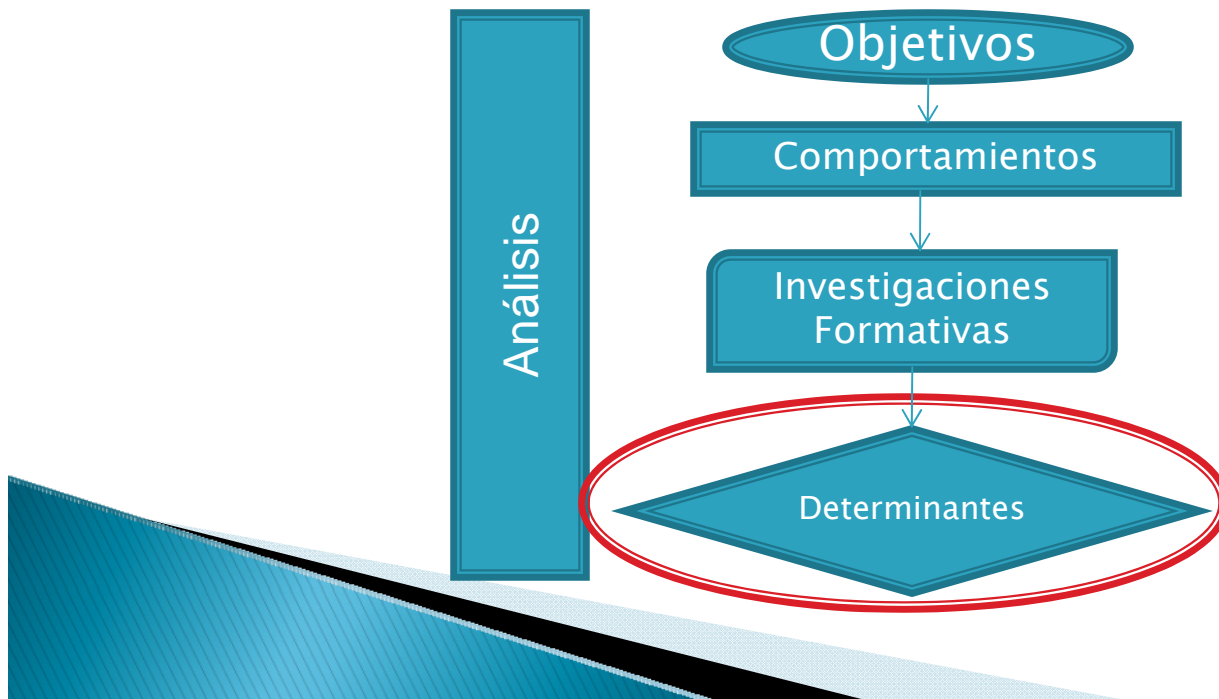 Análisis
Objetivos
Comportamientos
Investigaciones
Formativas
Determinantes